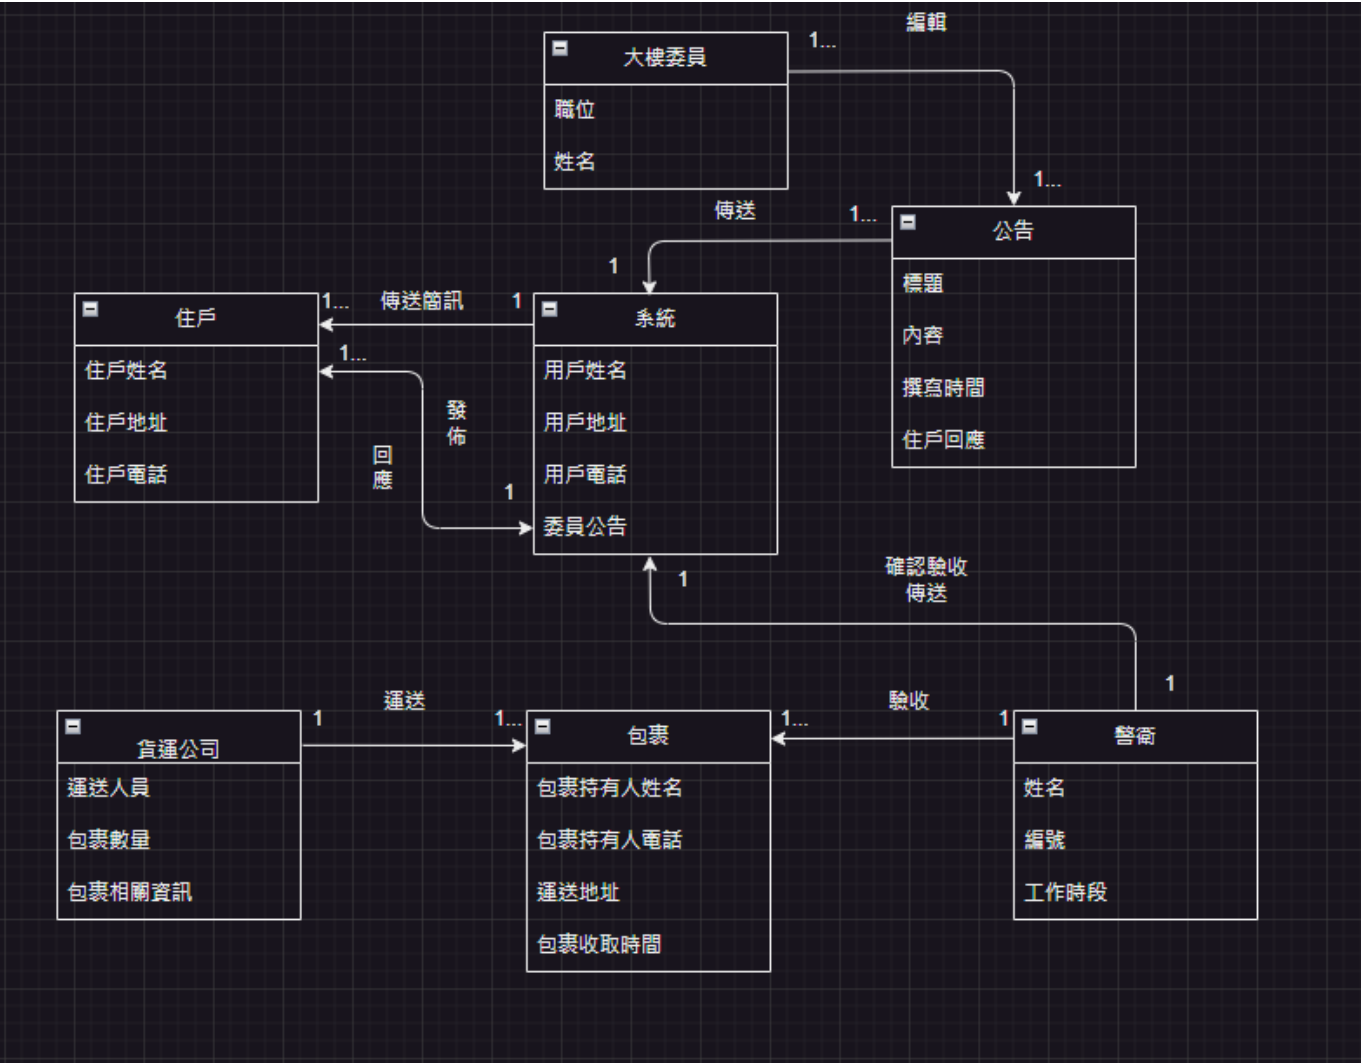 編輯
1...
大樓委員
職位
姓名
1...
傳送
1...
1
公告
標題
內容
撰寫時間
住戶回應
1...
傳送簡訊
1
住戶
住戶姓名
住戶地址
住戶電話
1...
發
佈
回
應
1
系統
用戶姓名
用戶地址
用戶電話
委員公告
1
確認驗收
傳送
1
運送
1
1...
貨運公司
運送人員
包裹數量
包裹相關資訊
包裹
包裹持有人姓名
包裹持有人電話
運送地址
包裹收取時間
1...
驗收
1
警衛
姓名
編號
工作時段